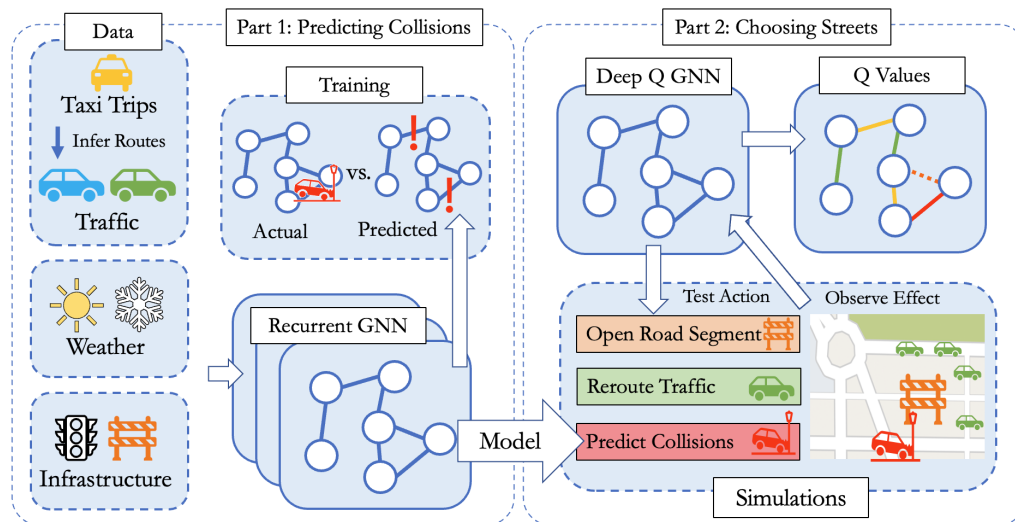 Data
Taxi Trips
Infer Routes
Traffic
Weather
Infrastructure
Part 1: Predicting Collisions
Training
vs.
Actual
Predicted
Recurrent GNN
Model
Part 2: Choosing Streets
Deep Q GNN
Q Values
Test Action
Observe Effect
Open Road Segment
Reroute Traffic
Predict Collisions
Simulations